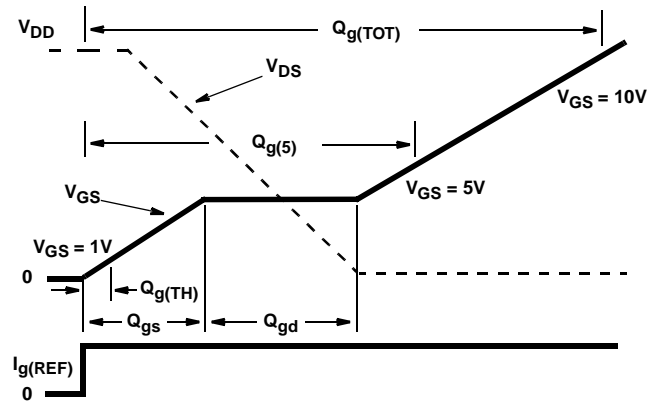 V_DD
Q_g(TOT)
V_DS
V_GS = 10V
Q_g(5)
V_GS
V_GS = 5V
V_GS = 1V
0
Q_g(TH)
Q_gs
Q_gd
I_g(REF)
0